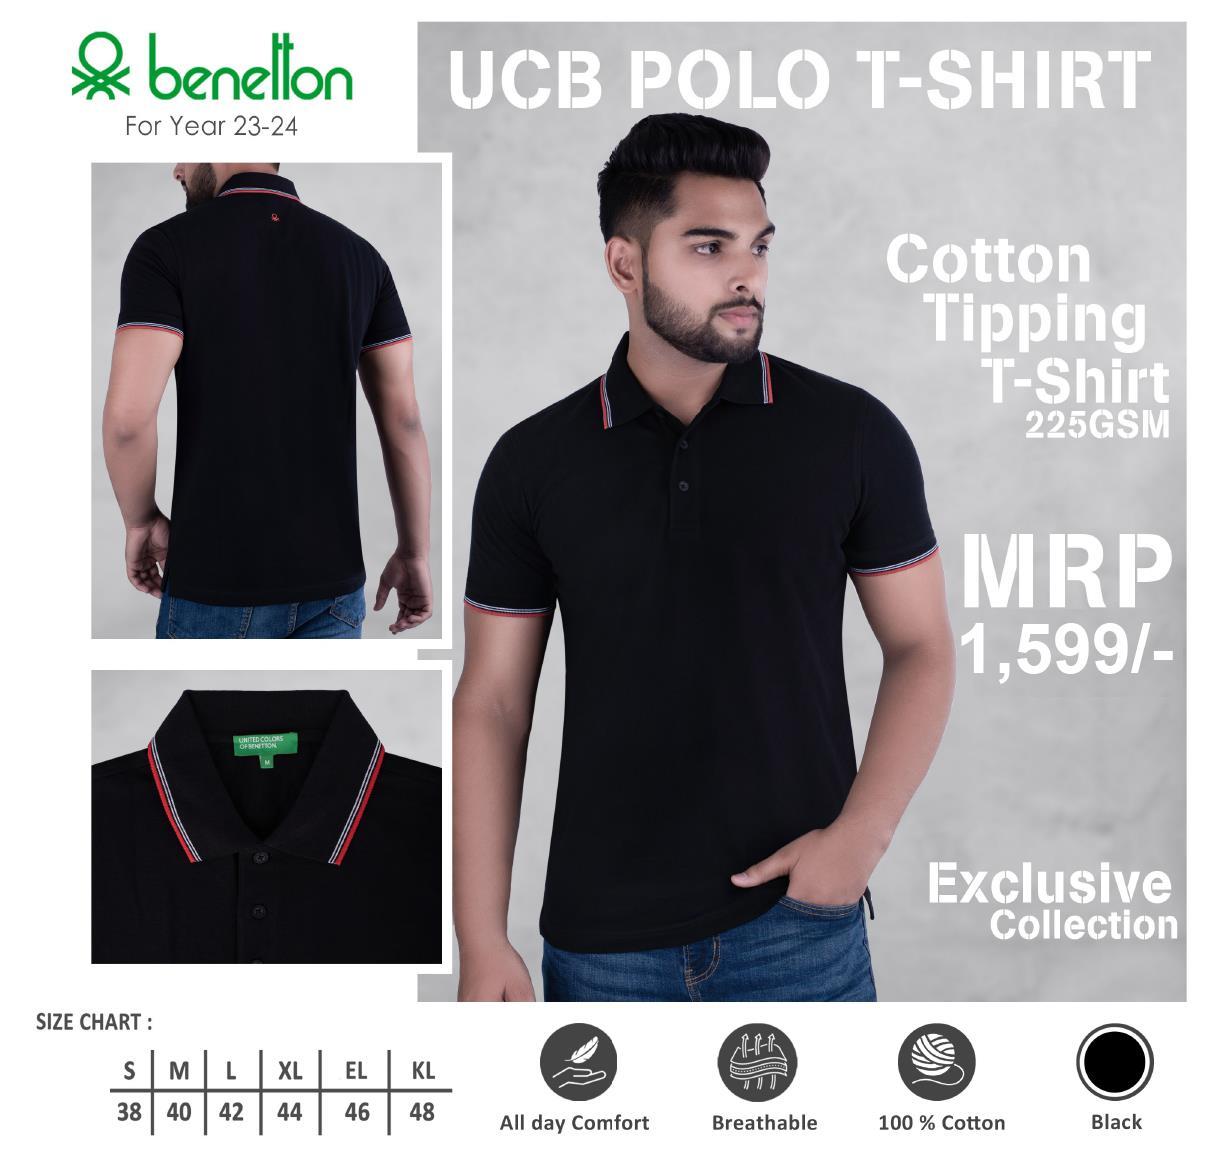 benetton
For Year 23-24
UCB POLO T-SHIRT
Cotton
Tipping
T-Shirt
225GSM
MRP
1,599/-
Exclusive
Collection
UNITED COLORS
OF BENETTON.
M
SIZE CHART :
S M L XL EL KL
38 40 42 44 46 48
All day Comfort
Breathable
100 % Cotton
Black